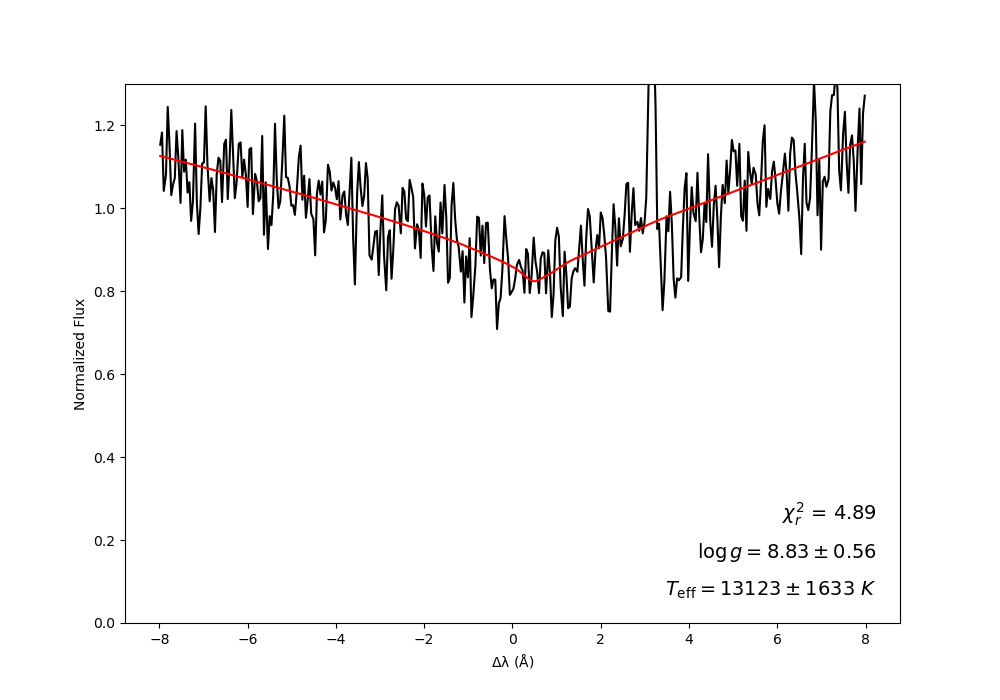 1.2
1.0
0.8
0.6
0.4
0.2
0.0
Normalized Flux
χ²ᵣ = 4.89
log g = 8.83 ± 0.56
T_eff = 13123 ± 1633 K
−8 −6 −4 −2 0 2 4 6 8
Δλ (Å)